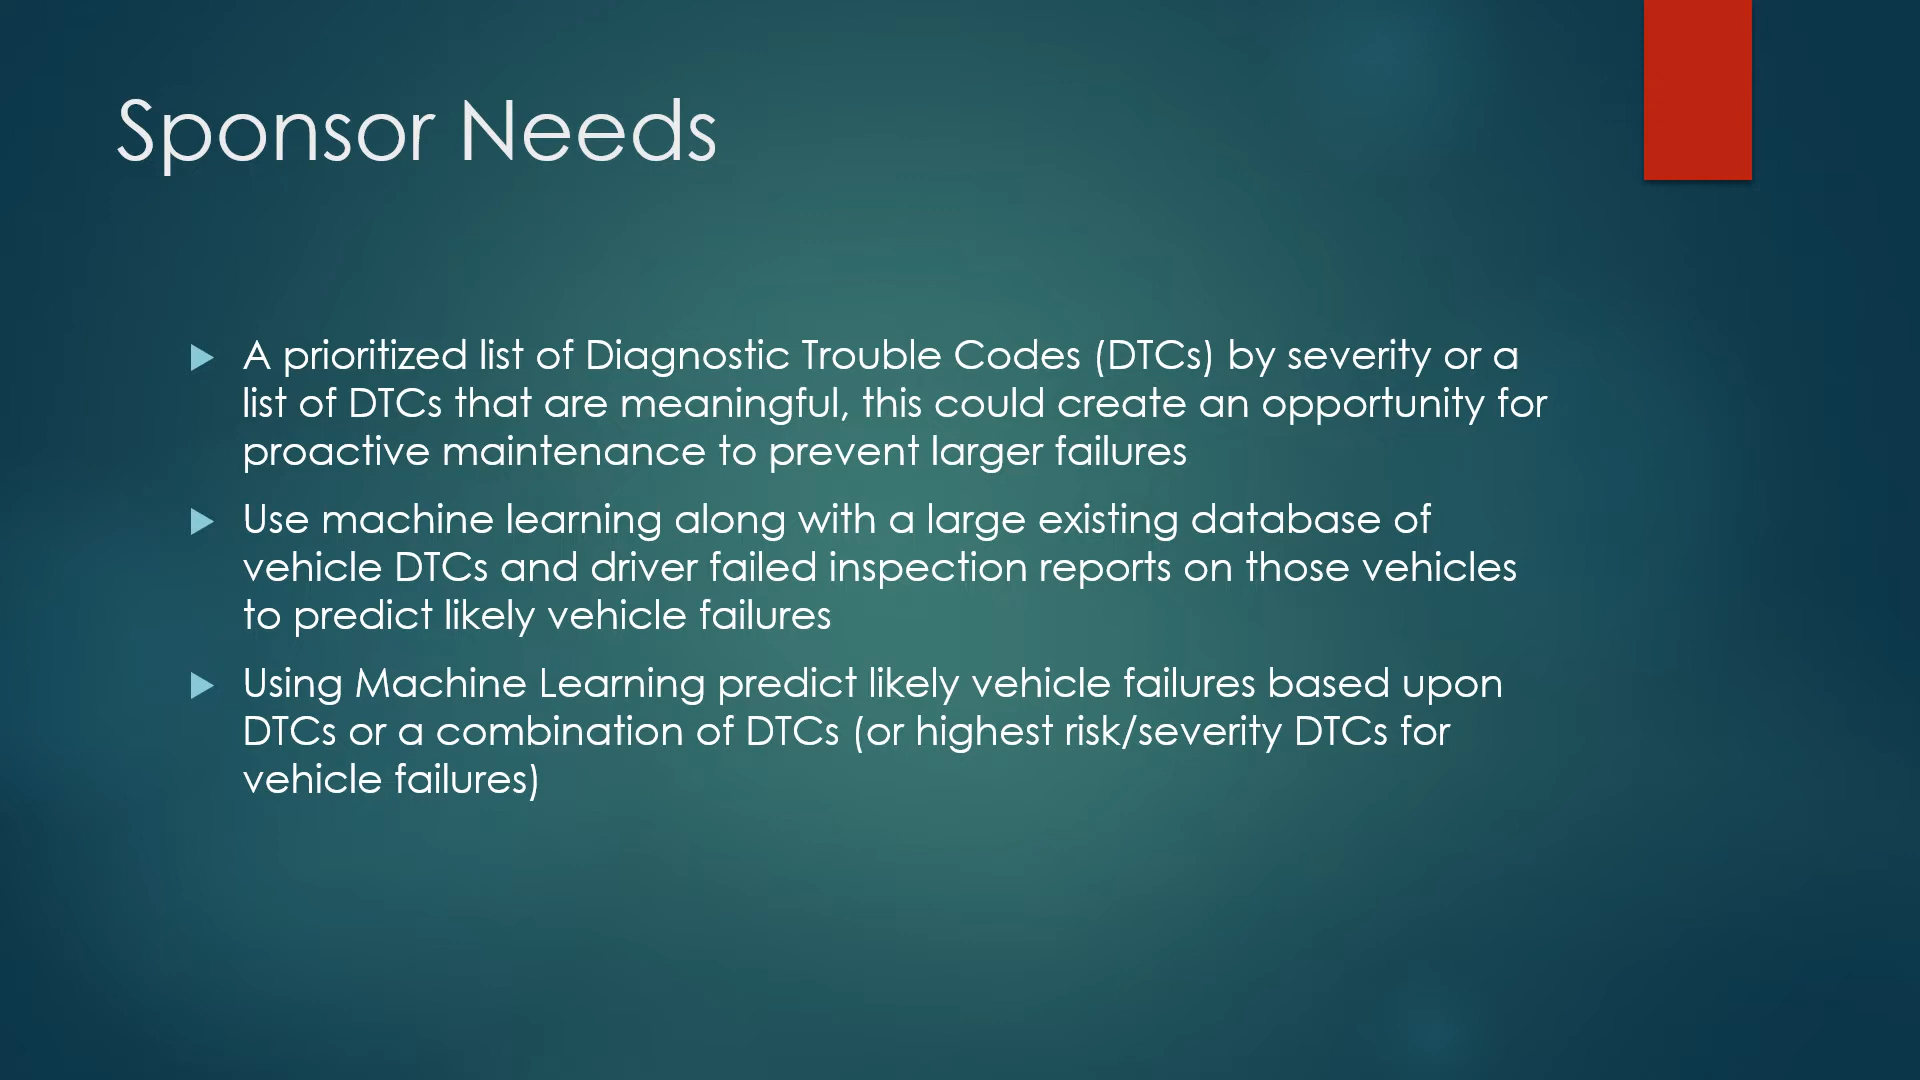 Sponsor Needs
A prioritized list of Diagnostic Trouble Codes (DTCs) by severity or a
list of DTCs that are meaningful, this could create an opportunity for
proactive maintenance to prevent larger failures
Use machine learning along with a large existing database of
vehicle DTCs and driver failed inspection reports on those vehicles
to predict likely vehicle failures
Using Machine Learning predict likely vehicle failures based upon
DTCs or a combination of DTCs (or highest risk/severity DTCs for
vehicle failures)